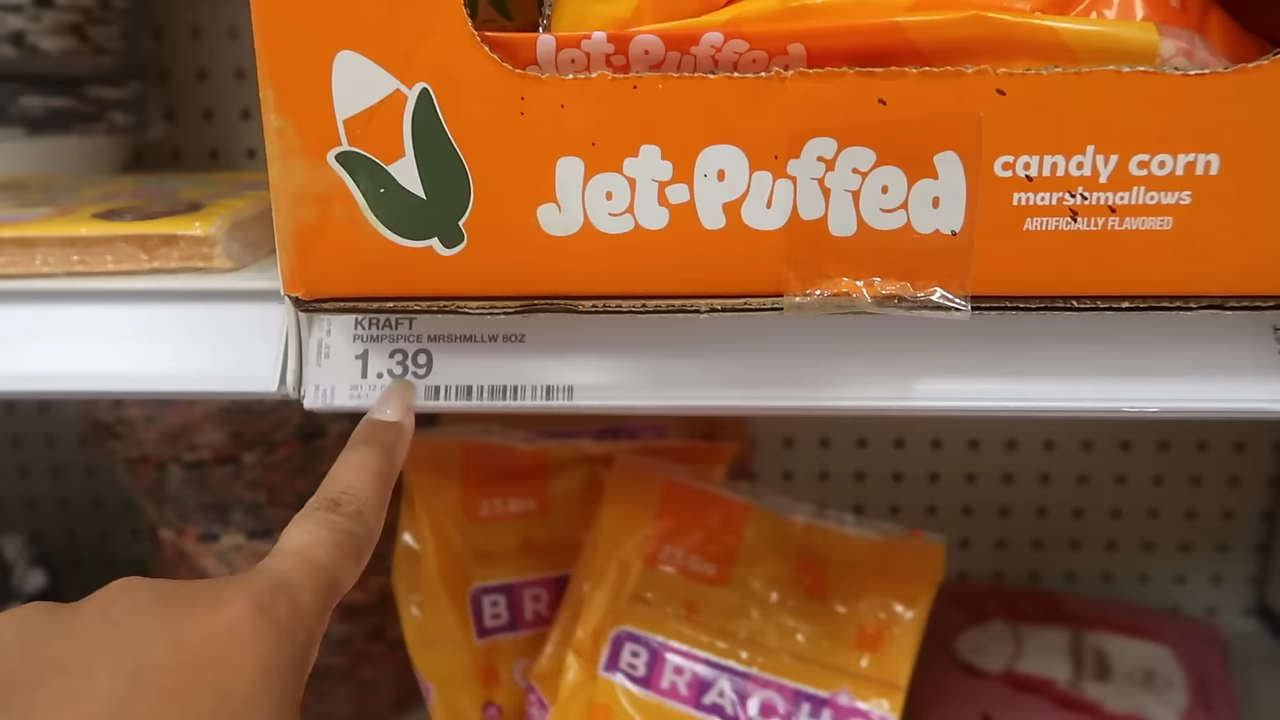 Jet-Puffed
Jet-Puffed
candy corn
marshmallows
ARTIFICIALLY FLAVORED
KRAFT
PUMPSPICE MRSHMLLW 8OZ
1.39
BR
BRACH